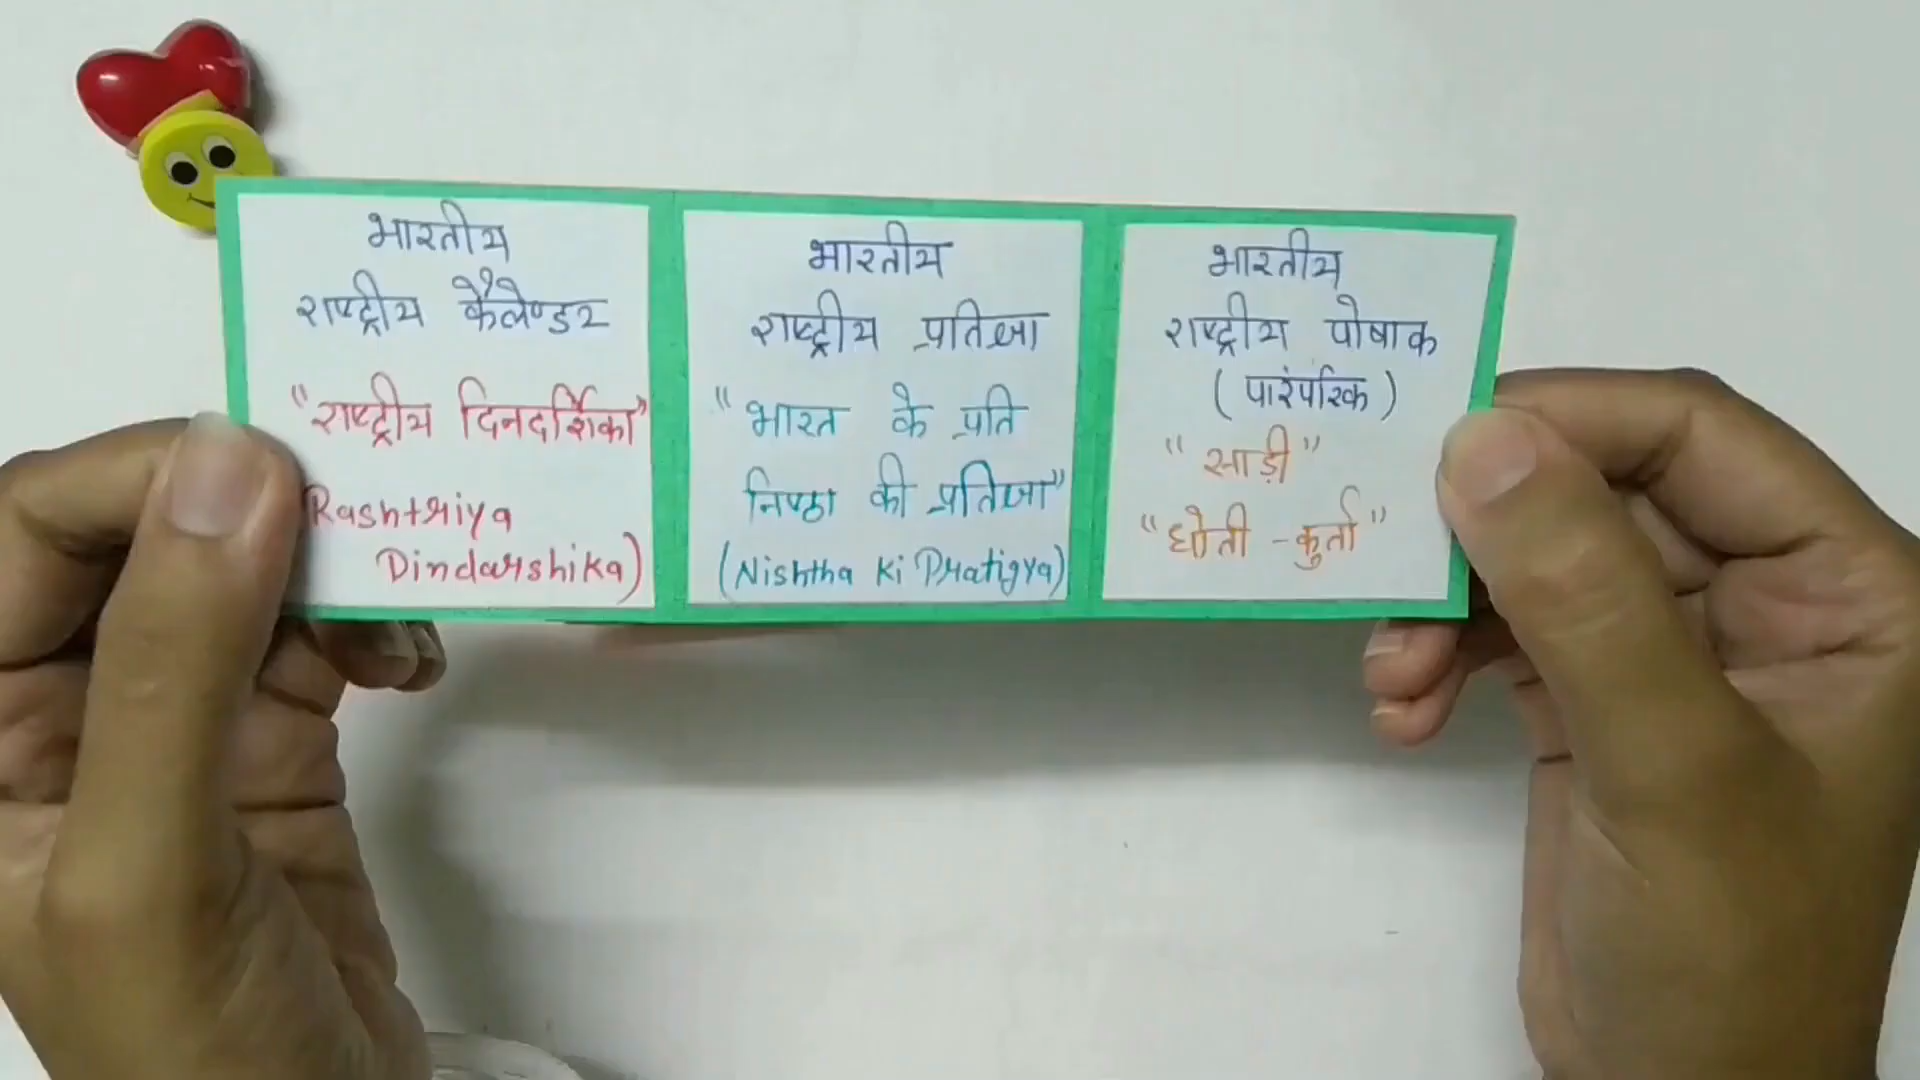 भारतीय
राष्ट्रीय कैलेण्डर
"राष्ट्रीय दिनदर्शिका"
Rashtriya
Dindarshika)
भारतीय
राष्ट्रीय प्रतिज्ञा
"भारत के प्रति
निष्ठा की प्रतिज्ञा"
(Nishtha Ki Pratigya)
भारतीय
राष्ट्रीय पोषाक
(पारंपरिक)
"साड़ी"
"धोती - कुर्ता"